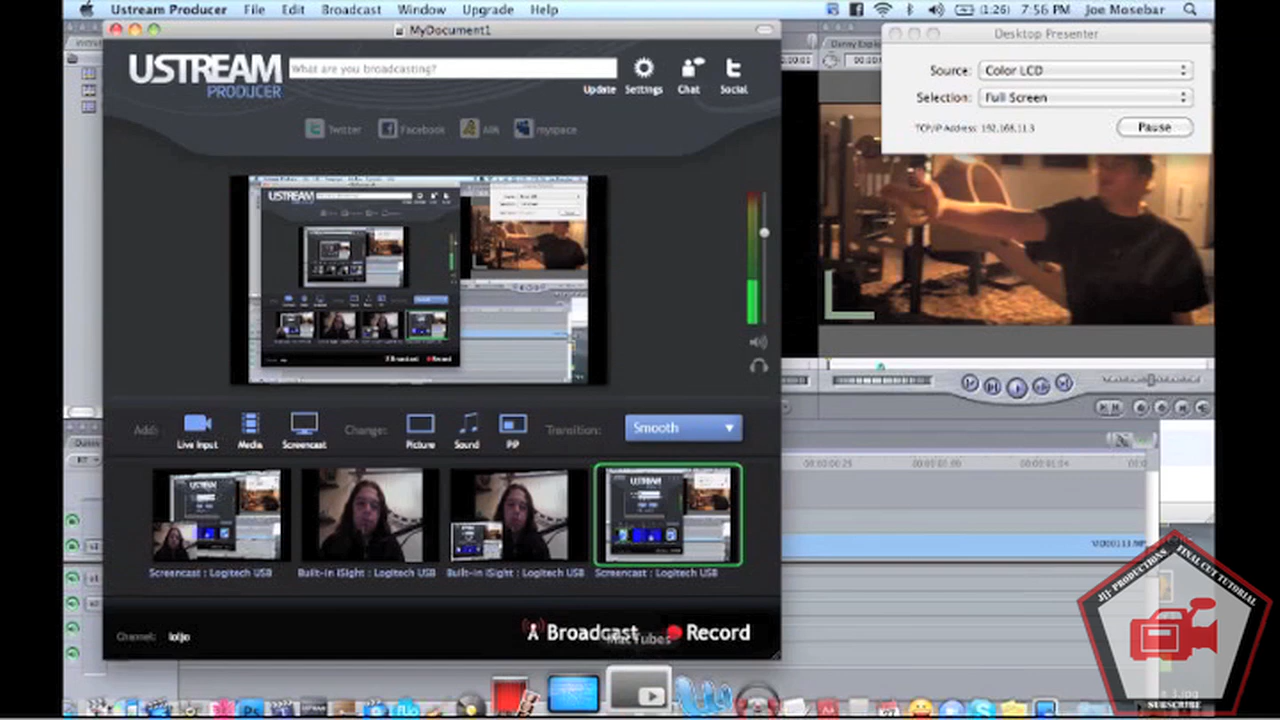 Ustream Producer File Edit Broadcast MyWindow Upgrade Help
(1:26) 7:56 PM Joe Mosebar
MyDocument1
USTREAM
PRODUCER
What are you broadcasting?
Update Settings Chat Social
Twitter Facebook AIM myspace
Desktop Presenter
Source: Color LCD
Selection: Full Screen
TCP/IP Address: 192.168.11.3
Pause
Add: Live Input Media Screencast Change: Picture Sound PiP Transition: Smooth
Screencast : Logitech USB
Built-in iSight : Logitech USB
Built-in iSight : Logitech USB
Screencast : Logitech USB
Channel:
Broadcast
Record
MacTubes
JJJ- PRODUCTIONS
FINAL CUT TUTORIAL
SUBSCRIBE